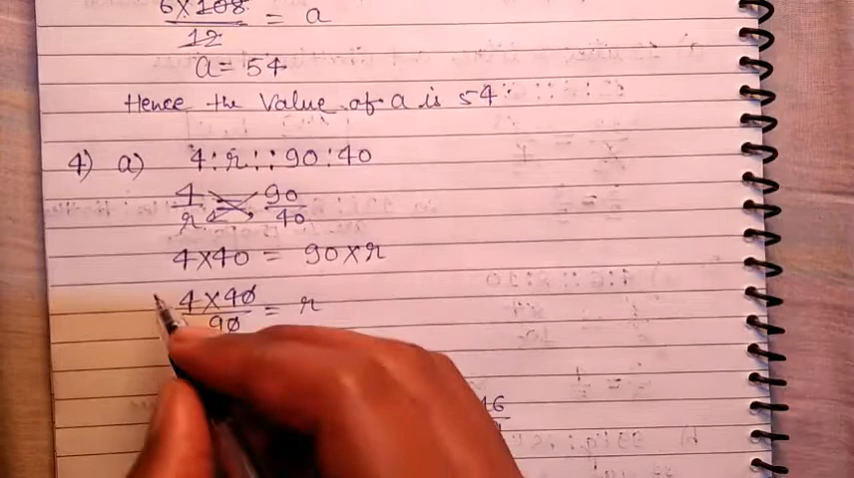 6×108/12 = a
a = 54
Hence the value of a is 54
4) a) 4:r::90:40
4/r = 90/40
4×40 = 90×r
4×40/90 = r
16